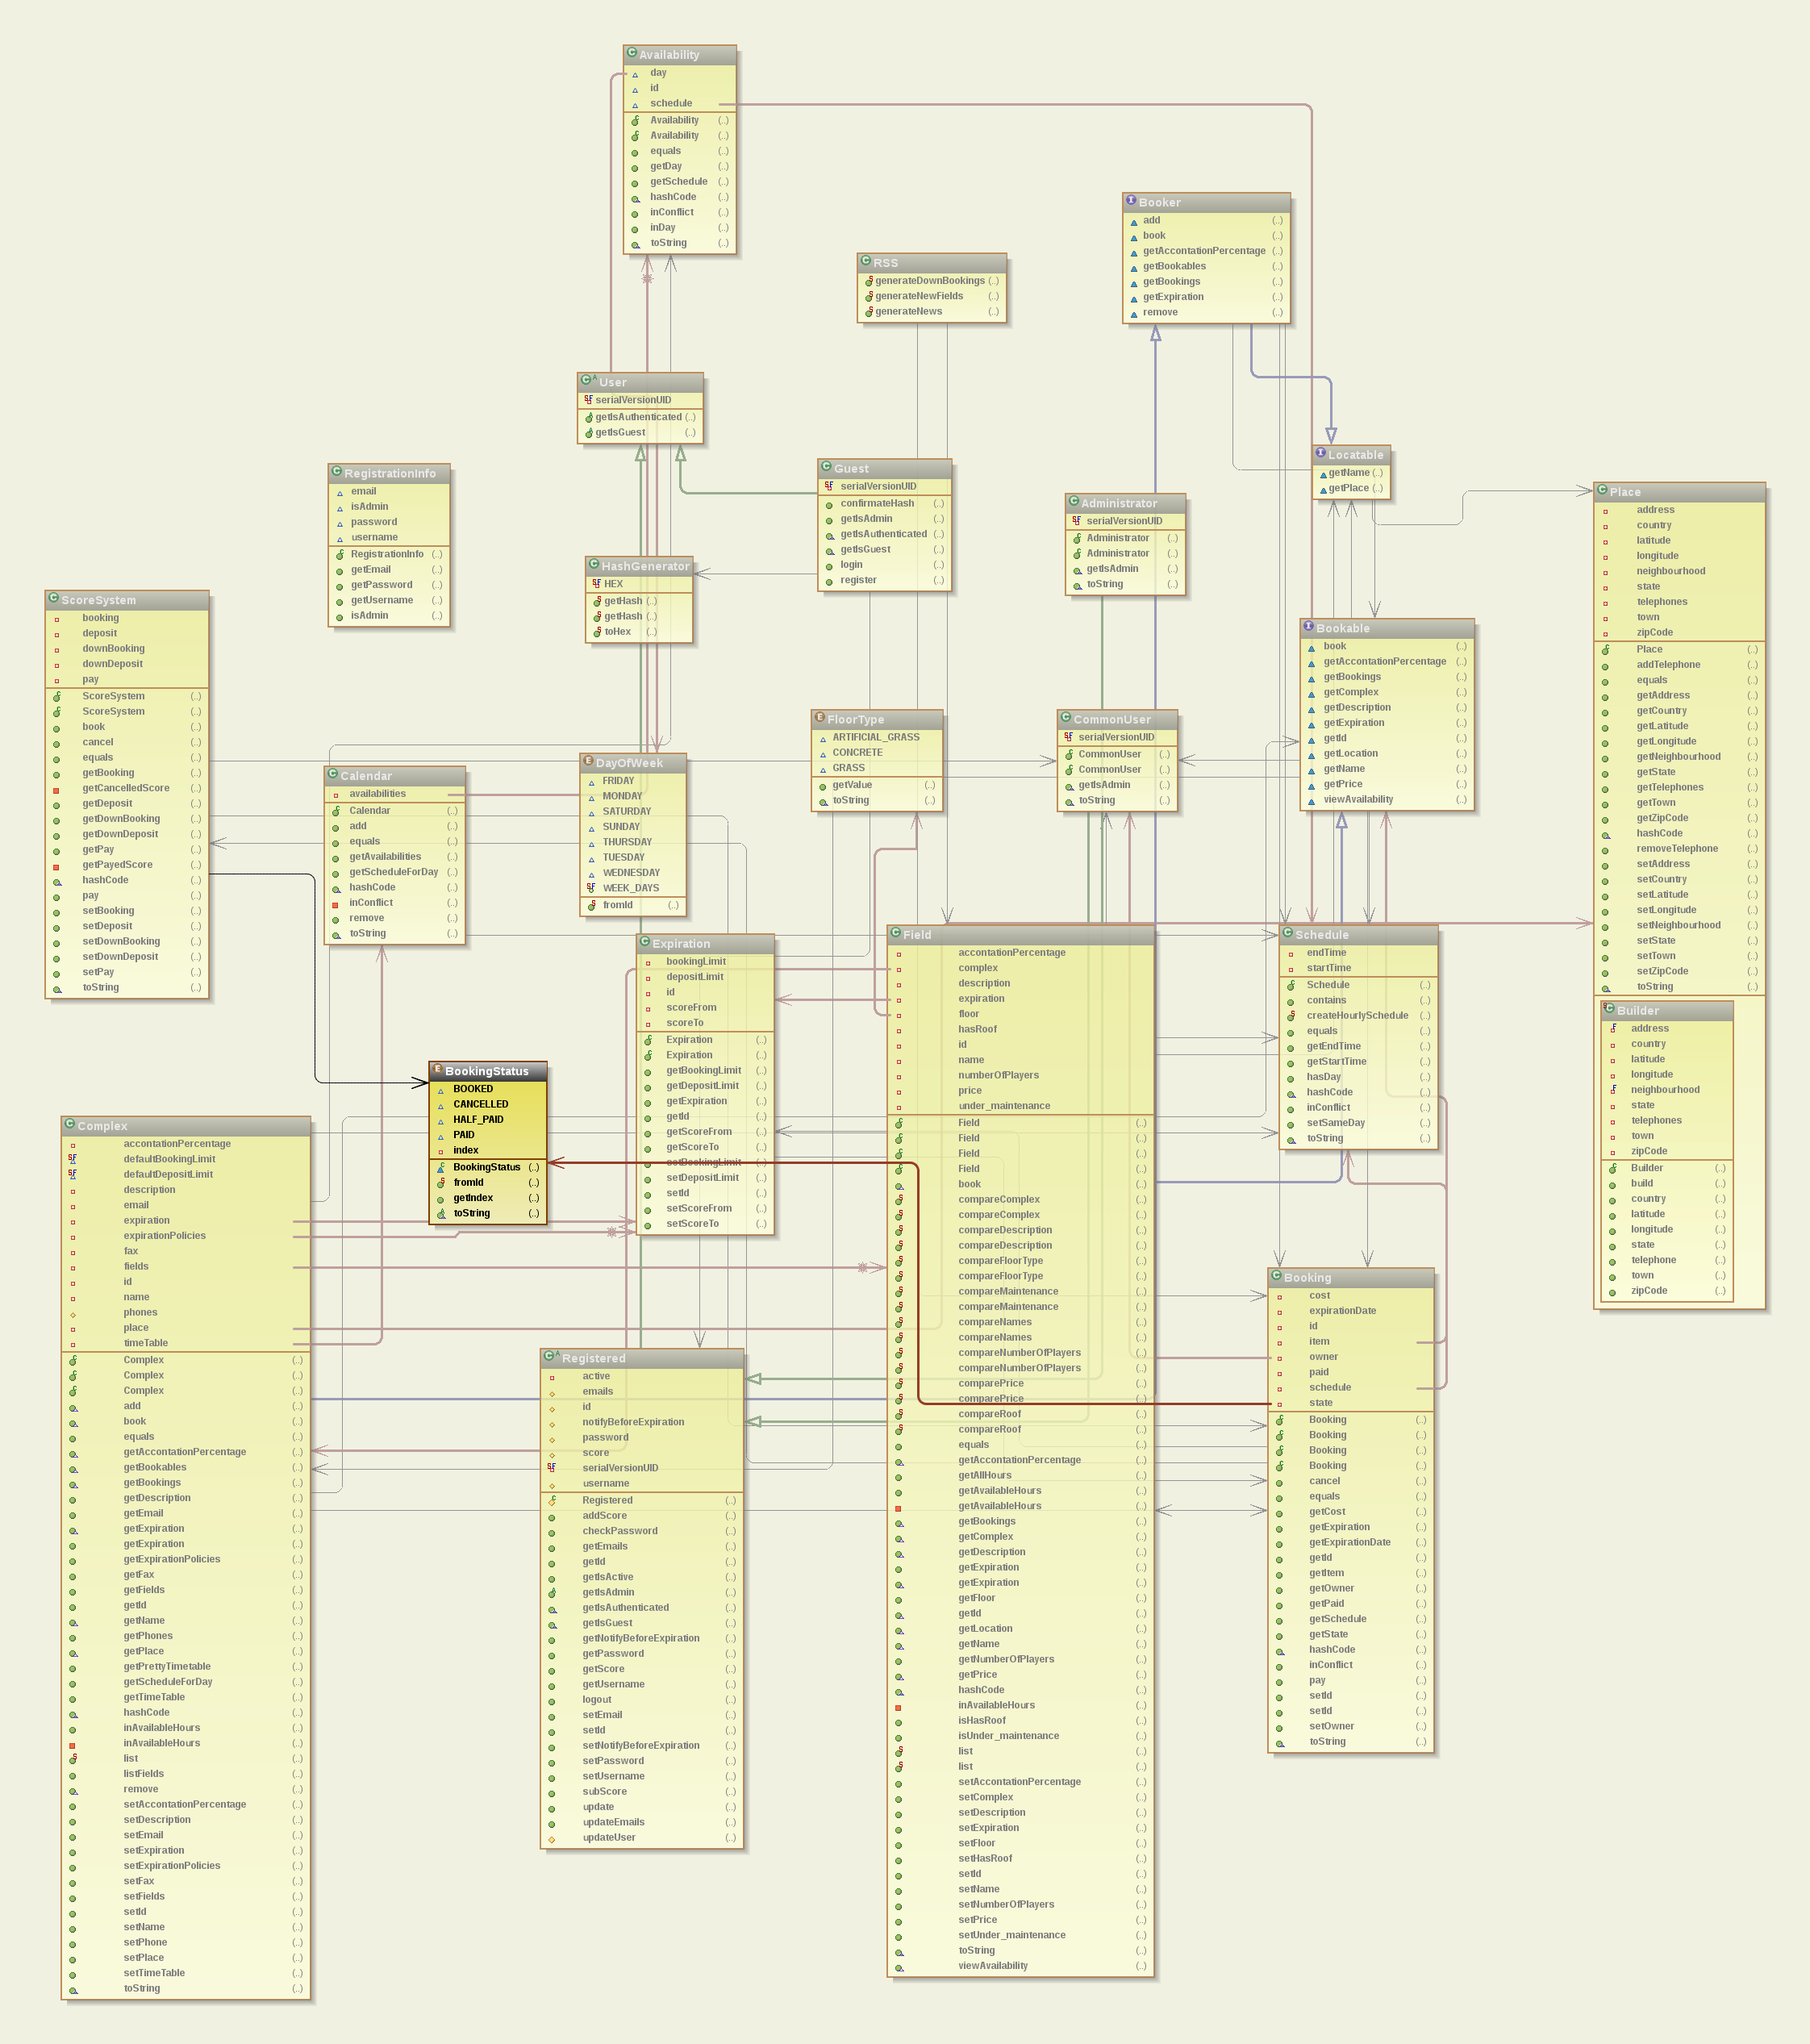 Availability
day
id
schedule
Availability (..)
Availability (..)
equals (..)
getDay (..)
getSchedule (..)
hashCode (..)
inConflict (..)
inDay (..)
toString (..)
Booker
add (..)
book (..)
getAccontationPercentage (..)
getBookables (..)
getBookings (..)
getExpiration (..)
remove (..)
RSS
generateDownBookings (..)
generateNewFields (..)
generateNews (..)
User
serialVersionUID
getIsAuthenticated (..)
getIsGuest (..)
Locatable
getName (..)
getPlace (..)
RegistrationInfo
email
isAdmin
password
username
RegistrationInfo (..)
getEmail (..)
getPassword (..)
getUsername (..)
isAdmin (..)
Guest
serialVersionUID
confirmateHash (..)
getIsAdmin (..)
getIsAuthenticated (..)
getIsGuest (..)
login (..)
register (..)
Administrator
serialVersionUID
Administrator (..)
Administrator (..)
getIsAdmin (..)
toString (..)
Place
address
country
latitude
longitude
neighbourhood
state
telephones
town
zipCode
Place (..)
addTelephone (..)
equals (..)
getAddress (..)
getCountry (..)
getLatitude (..)
getLongitude (..)
getNeighbourhood (..)
getState (..)
getTelephones (..)
getTown (..)
getZipCode (..)
hashCode (..)
removeTelephone (..)
setAddress (..)
setCountry (..)
setLatitude (..)
setLongitude (..)
setNeighbourhood (..)
setState (..)
setTown (..)
setZipCode (..)
toString (..)
Builder
address
country
latitude
longitude
neighbourhood
state
telephones
town
zipCode
Builder (..)
build (..)
country (..)
latitude (..)
longitude (..)
state (..)
telephone (..)
town (..)
zipCode (..)
HashGenerator
HEX
getHash (..)
getHash (..)
toHex (..)
ScoreSystem
booking
deposit
downBooking
downDeposit
pay
ScoreSystem (..)
ScoreSystem (..)
book (..)
cancel (..)
equals (..)
getBooking (..)
getCancelledScore (..)
getDeposit (..)
getDownBooking (..)
getDownDeposit (..)
getPay (..)
getPayedScore (..)
hashCode (..)
pay (..)
setBooking (..)
setDeposit (..)
setDownBooking (..)
setDownDeposit (..)
setPay (..)
toString (..)
Bookable
book (..)
getAccontationPercentage (..)
getBookings (..)
getComplex (..)
getDescription (..)
getExpiration (..)
getId (..)
getLocation (..)
getName (..)
getPrice (..)
viewAvailability (..)
FloorType
ARTIFICIAL_GRASS
CONCRETE
GRASS
getValue (..)
toString (..)
CommonUser
serialVersionUID
CommonUser (..)
CommonUser (..)
getIsAdmin (..)
toString (..)
DayOfWeek
FRIDAY
MONDAY
SATURDAY
SUNDAY
THURSDAY
TUESDAY
WEDNESDAY
WEEK_DAYS
fromId (..)
Calendar
availabilities
Calendar (..)
add (..)
equals (..)
getAvailabilities (..)
getScheduleForDay (..)
hashCode (..)
inConflict (..)
remove (..)
toString (..)
Expiration
bookingLimit
depositLimit
id
scoreFrom
scoreTo
Expiration (..)
Expiration (..)
getBookingLimit (..)
getDepositLimit (..)
getExpiration (..)
getId (..)
getScoreFrom (..)
getScoreTo (..)
setBookingLimit (..)
setDepositLimit (..)
setId (..)
setScoreFrom (..)
setScoreTo (..)
Field
accontationPercentage
complex
description
expiration
floor
hasRoof
id
name
numberOfPlayers
price
under_maintenance
Field (..)
Field (..)
Field (..)
Field (..)
book (..)
compareComplex (..)
compareComplex (..)
compareDescription (..)
compareDescription (..)
compareFloorType (..)
compareFloorType (..)
compareMaintenance (..)
compareMaintenance (..)
compareNames (..)
compareNames (..)
compareNumberOfPlayers (..)
compareNumberOfPlayers (..)
comparePrice (..)
comparePrice (..)
compareRoof (..)
compareRoof (..)
equals (..)
getAccontationPercentage (..)
getAllHours (..)
getAvailableHours (..)
getAvailableHours (..)
getBookings (..)
getComplex (..)
getDescription (..)
getExpiration (..)
getExpiration (..)
getFloor (..)
getId (..)
getLocation (..)
getName (..)
getNumberOfPlayers (..)
getPrice (..)
hashCode (..)
inAvailableHours (..)
isHasRoof (..)
isUnder_maintenance (..)
list (..)
list (..)
setAccontationPercentage (..)
setComplex (..)
setDescription (..)
setExpiration (..)
setFloor (..)
setHasRoof (..)
setId (..)
setName (..)
setNumberOfPlayers (..)
setPrice (..)
setUnder_maintenance (..)
toString (..)
viewAvailability (..)
Schedule
endTime
startTime
Schedule (..)
contains (..)
createHourlySchedule (..)
equals (..)
getEndTime (..)
getStartTime (..)
hasDay (..)
hashCode (..)
inConflict (..)
setSameDay (..)
toString (..)
BookingStatus
BOOKED
CANCELLED
HALF_PAID
PAID
index
BookingStatus (..)
fromId (..)
getIndex (..)
toString (..)
Complex
accontationPercentage
defaultBookingLimit
defaultDepositLimit
description
email
expiration
expirationPolicies
fax
fields
id
name
phones
place
timeTable
Complex (..)
Complex (..)
Complex (..)
add (..)
book (..)
equals (..)
getAccontationPercentage (..)
getBookables (..)
getBookings (..)
getDescription (..)
getEmail (..)
getExpiration (..)
getExpiration (..)
getExpirationPolicies (..)
getFax (..)
getFields (..)
getId (..)
getName (..)
getPhones (..)
getPlace (..)
getPrettyTimetable (..)
getScheduleForDay (..)
getTimeTable (..)
hashCode (..)
inAvailableHours (..)
inAvailableHours (..)
list (..)
listFields (..)
remove (..)
setAccontationPercentage (..)
setDescription (..)
setEmail (..)
setExpiration (..)
setExpirationPolicies (..)
setFax (..)
setFields (..)
setId (..)
setName (..)
setPhone (..)
setPlace (..)
setTimeTable (..)
toString (..)
Booking
cost
expirationDate
id
item
owner
paid
schedule
state
Booking (..)
Booking (..)
Booking (..)
Booking (..)
cancel (..)
equals (..)
getCost (..)
getExpiration (..)
getExpirationDate (..)
getId (..)
getItem (..)
getOwner (..)
getPaid (..)
getSchedule (..)
getState (..)
hashCode (..)
inConflict (..)
pay (..)
setId (..)
setId (..)
setOwner (..)
toString (..)
Registered
active
emails
id
notifyBeforeExpiration
password
score
serialVersionUID
username
Registered (..)
addScore (..)
checkPassword (..)
getEmails (..)
getId (..)
getIsActive (..)
getIsAdmin (..)
getIsAuthenticated (..)
getIsGuest (..)
getNotifyBeforeExpiration (..)
getPassword (..)
getScore (..)
getUsername (..)
logout (..)
setEmail (..)
setId (..)
setNotifyBeforeExpiration (..)
setPassword (..)
setUsername (..)
subScore (..)
update (..)
updateEmails (..)
updateUser (..)